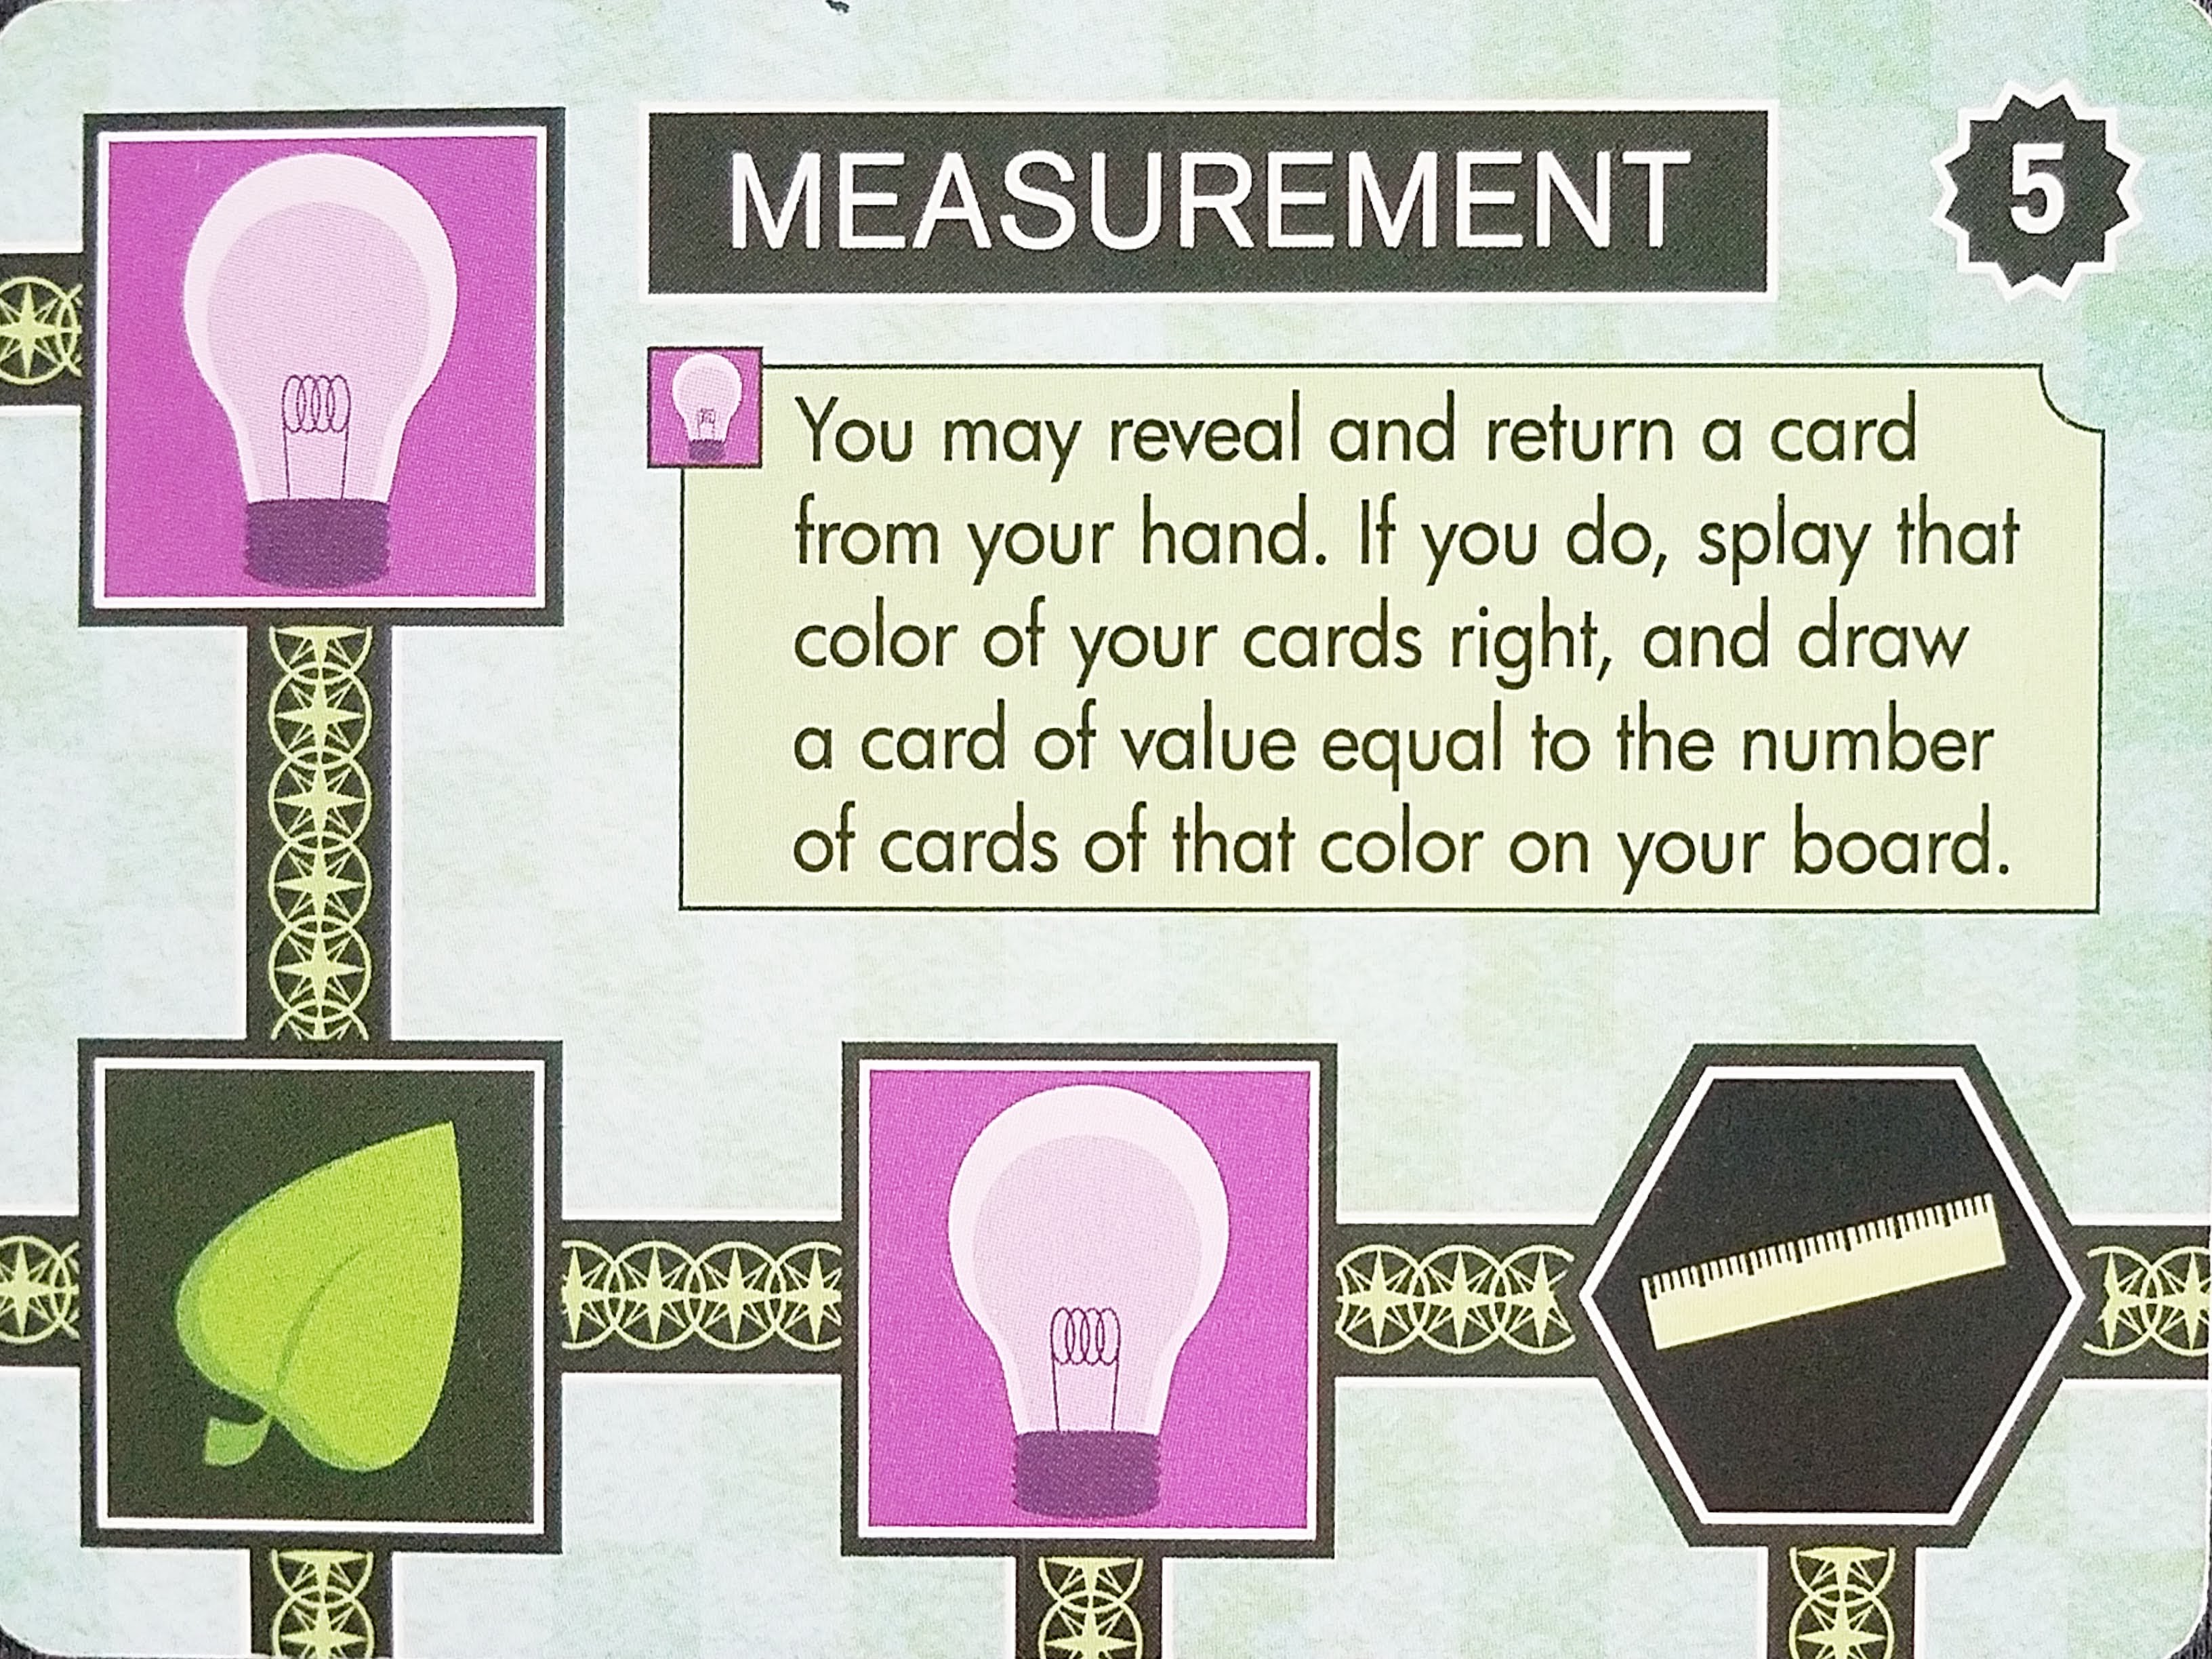 MEASUREMENT
5
You may reveal and return a card
from your hand. If you do, splay that
color of your cards right, and draw
a card of value equal to the number
of cards of that color on your board.